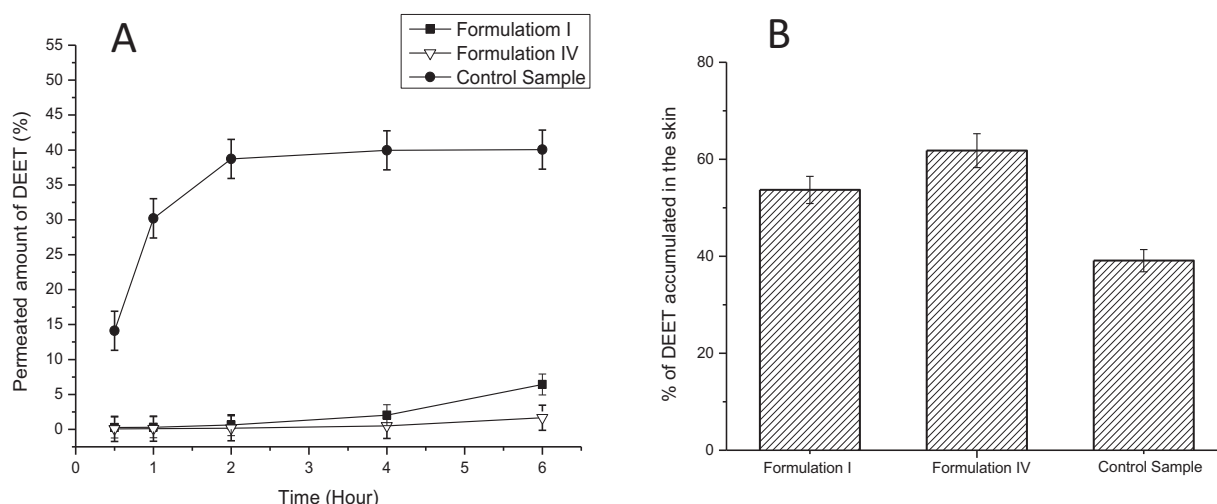 A
Formulatiom I
Formulation IV
Control Sample
Permeated amount of DEET (%)
55
50
45
40
35
30
25
20
15
10
5
0
0 1 2 3 4 5 6
Time (Hour)
B
% of DEET accumulated in the skin
80
60
40
20
0
Formulation I Formulation IV Control Sample